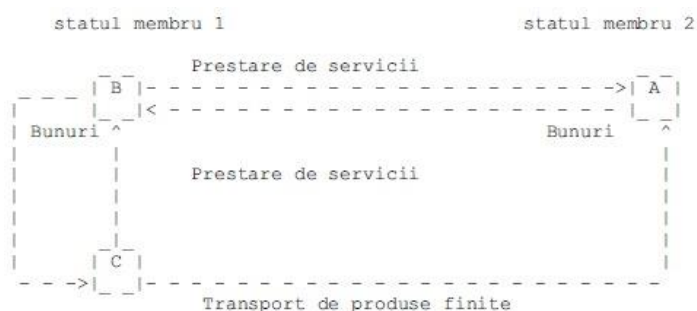 statul membru 1 statul membru 2
Prestare de servicii
B A
Bunuri Bunuri
Prestare de servicii
C
Transport de produse finite